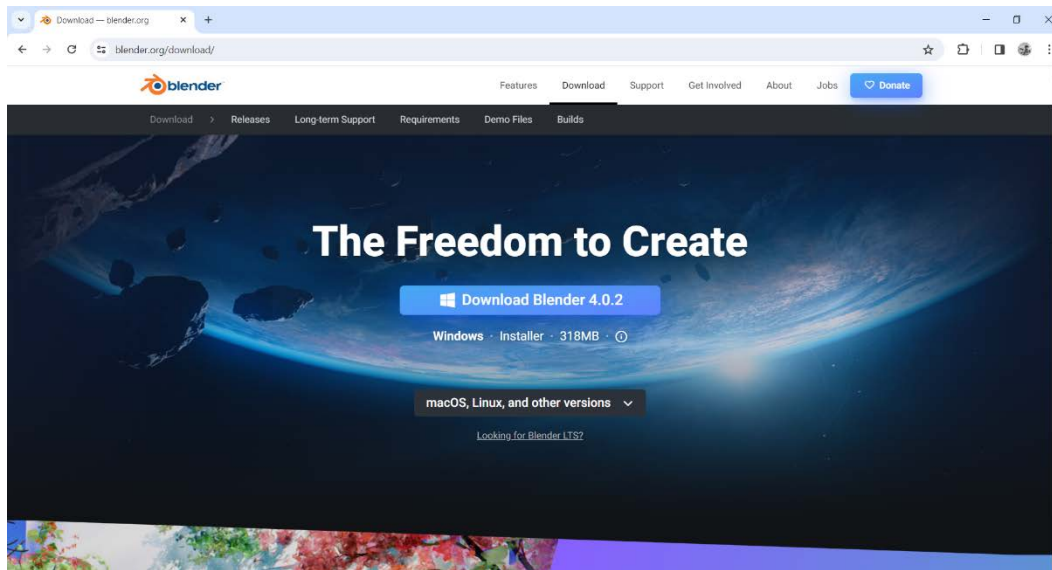 Download — blender.org
blender.org/download/
blender
Features Download Support Get Involved About Jobs Donate
Download > Releases Long-term Support Requirements Demo Files Builds
The Freedom to Create
Download Blender 4.0.2
Windows · Installer · 318MB ·
macOS, Linux, and other versions
Looking for Blender LTS?